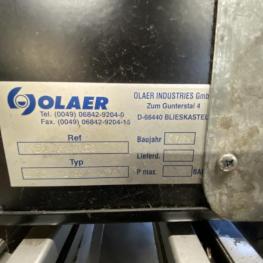 OLAER
OLAER INDUSTRIES GmbH
Tel. (0049) 06842-9204-0
Zum Gunterstal 4
Fax. (0049) 06842-9204-15
D-66440 BLIESKASTEL
Ref
Baujahr
Lieferd.
Typ
P max.
BAR